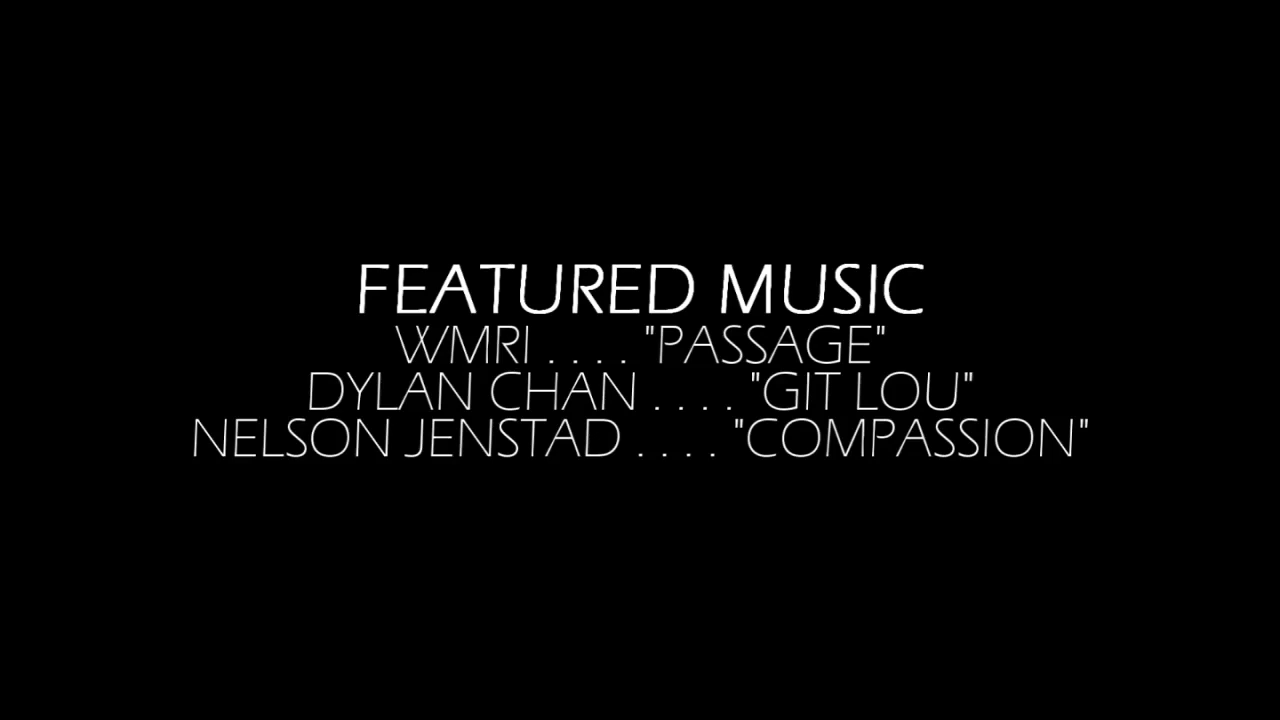 FEATURED MUSIC
WMRI . . . . "PASSAGE"
DYLAN CHAN . . . . "GIT LOU"
NELSON JENSTAD . . . . "COMPASSION"